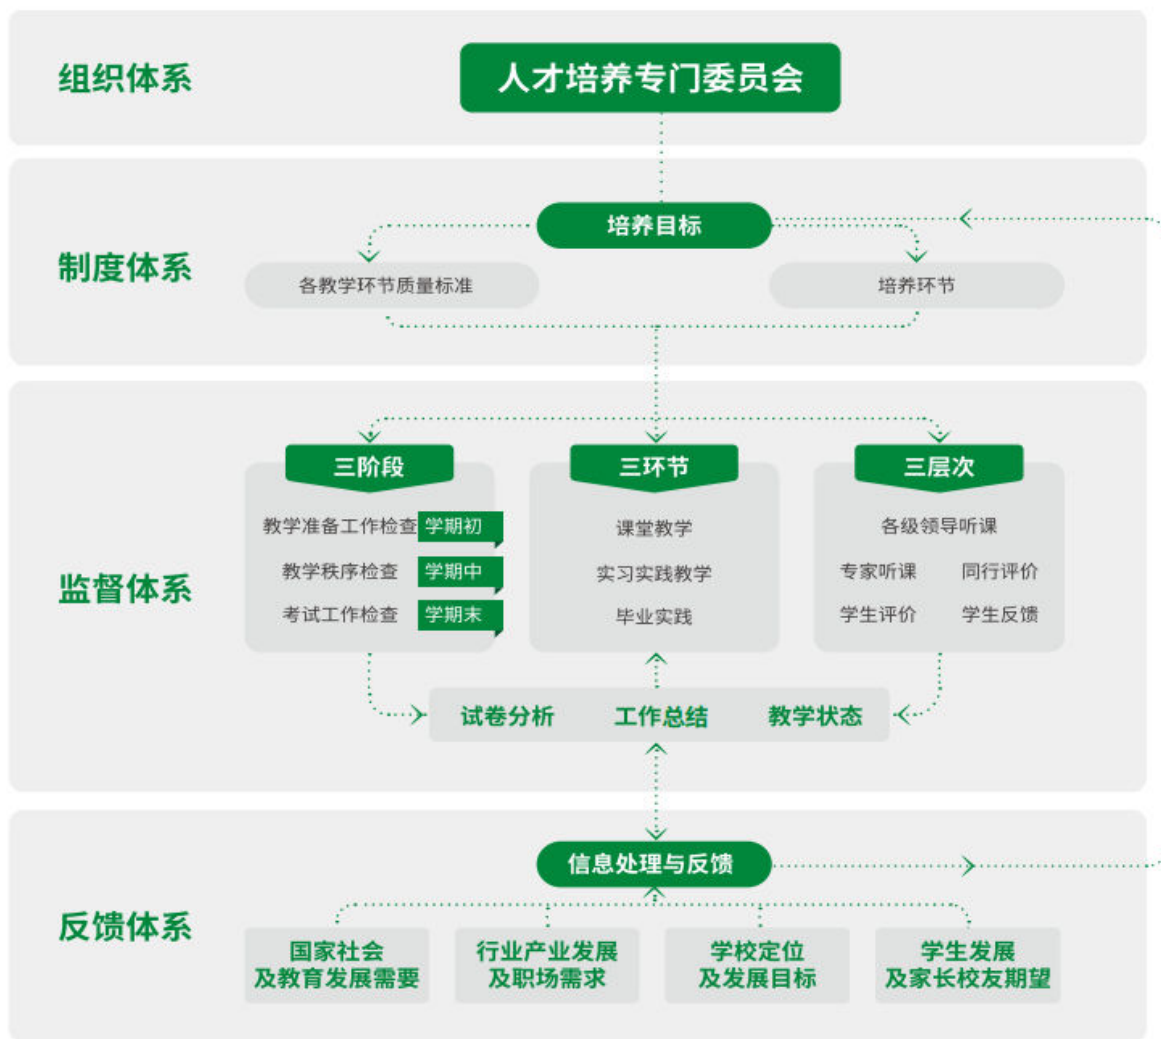 组织体系
人才培养专门委员会
制度体系
培养目标
各教学环节质量标准
培养环节
监督体系
三阶段
教学准备工作检查 学期初
教学秩序检查 学期中
考试工作检查 学期末
三环节
课堂教学
实习实践教学
毕业实践
三层次
各级领导听课
专家听课 同行评价
学生评价 学生反馈
试卷分析 工作总结 教学状态
反馈体系
信息处理与反馈
国家社会
及教育发展需要
行业产业发展
及职场需求
学校定位
及发展目标
学生发展
及家长校友期望